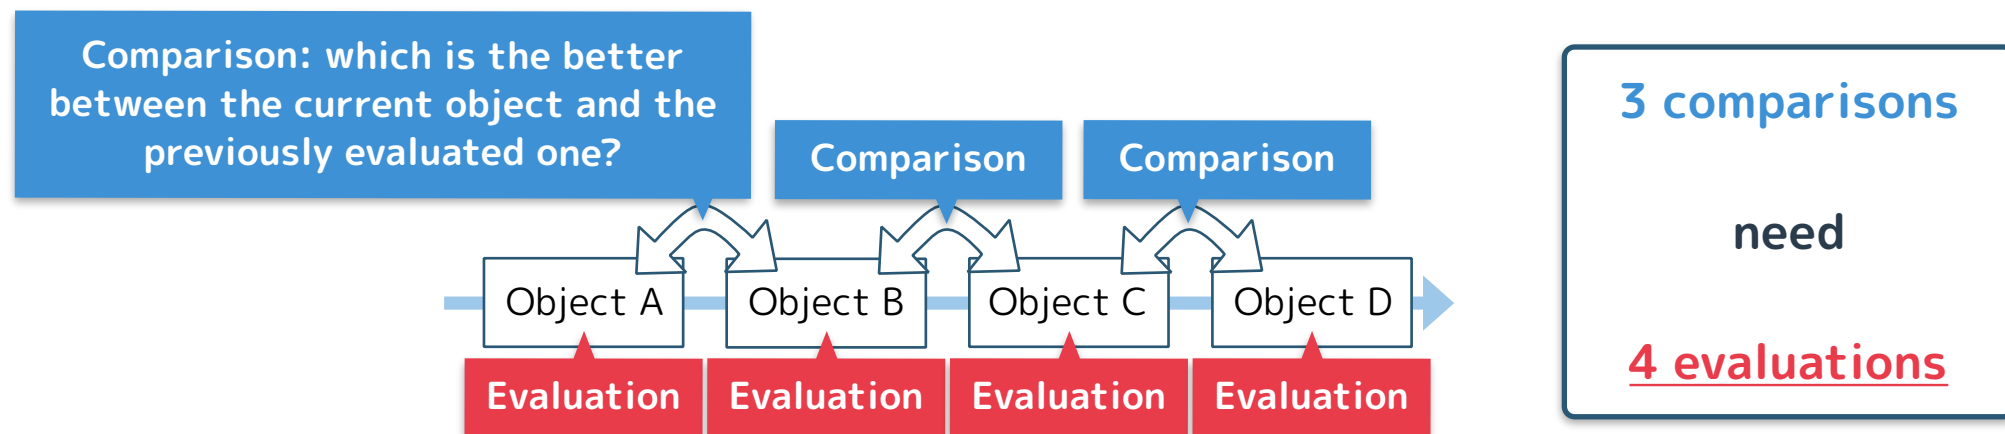 Comparison: which is the better
between the current object and the
previously evaluated one?
Comparison
Comparison
Object A
Object B
Object C
Object D
Evaluation
Evaluation
Evaluation
Evaluation
3 comparisons
need
4 evaluations